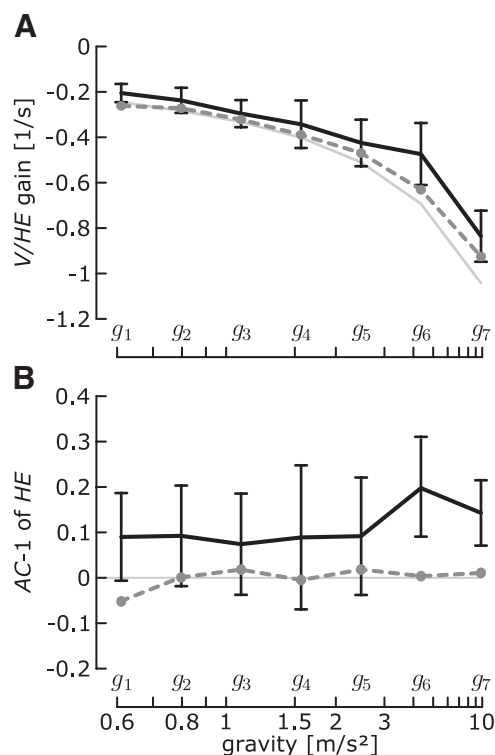 A
0
-0.2
-0.4
-0.6
-0.8
-1
-1.2
V/HE gain [1/s]
g1 g2 g3 g4 g5 g6 g7
B
0.4
0.3
0.2
0.1
0
-0.1
-0.2
AC-1 of HE
g1 g2 g3 g4 g5 g6 g7
0.6 0.8 1 1.5 2 3 10
gravity [m/s²]